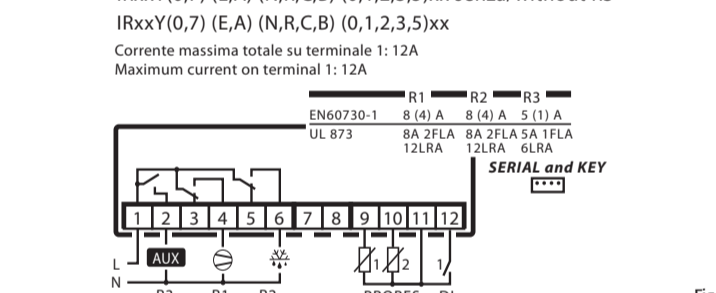 IRxxY(0,7) (E,A) (N,R,C,B) (0,1,2,3,5)xx
Corrente massima totale su terminale 1: 12A
Maximum current on terminal 1: 12A
R1 R2 R3
EN60730-1 8 (4) A 8 (4) A 5 (1) A
UL 873 8A 2FLA 8A 2FLA 5A 1FLA
12LRA 12LRA 6LRA
SERIAL and KEY
1 2 3 4 5 6 7 8 9 10 11 12
L AUX 1 2 1
N